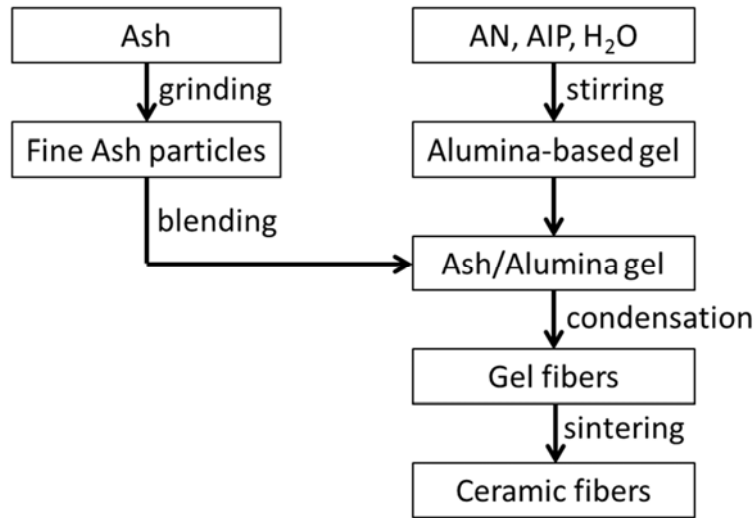 Ash
AN, AIP, H₂O
grinding
stirring
Fine Ash particles
Alumina-based gel
blending
Ash/Alumina gel
condensation
Gel fibers
sintering
Ceramic fibers